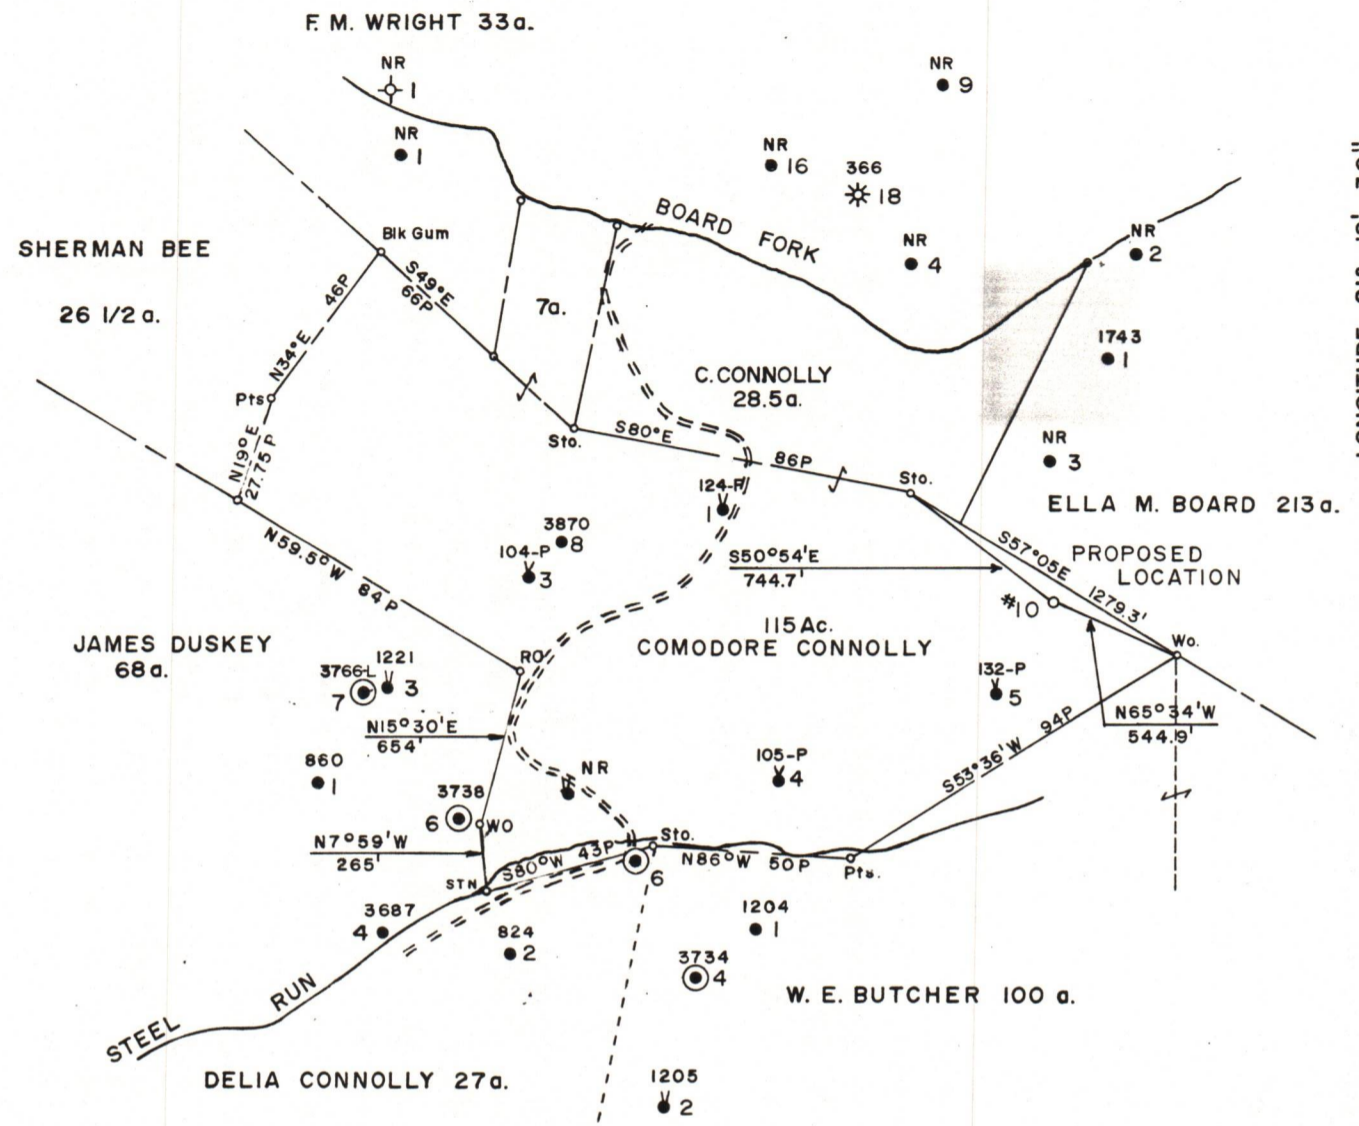 F. M. WRIGHT 33a.
NR
1
NR
1
NR
9
NR
16
366
18
NR
4
NR
2
BOARD FORK
SHERMAN BEE
26 1/2 a.
Blk Gum
S49°E
66P
46P
N34°E
Pts
N19°E
27.75 P
7a.
C. CONNOLLY
28.5a.
1743
1
NR
3
ELLA M. BOARD 213a.
Sto.
S80°E
86P
Sto.
124-P
1
3870
8
104-P
3
N59.5°W 84P
S50°54'E
744.7'
S57°05E 1279.3'
PROPOSED
LOCATION
#10
115 Ac.
COMODORE CONNOLLY
JAMES DUSKEY
68a.
RO
3766-L
7
1221
3
N15°30'E
654'
132-P
5
Wo.
N65°34'W
544.9'
S53°36'W 94P
860
1
3738
6
WO
NR
105-P
4
N7°59'W
265'
STN
S80°W 43P
Sto.
6
N86°W 50P
Pts.
3687
4
824
2
1204
1
3734
4
W. E. BUTCHER 100 a.
STEEL RUN
DELIA CONNOLLY 27a.
1205
2